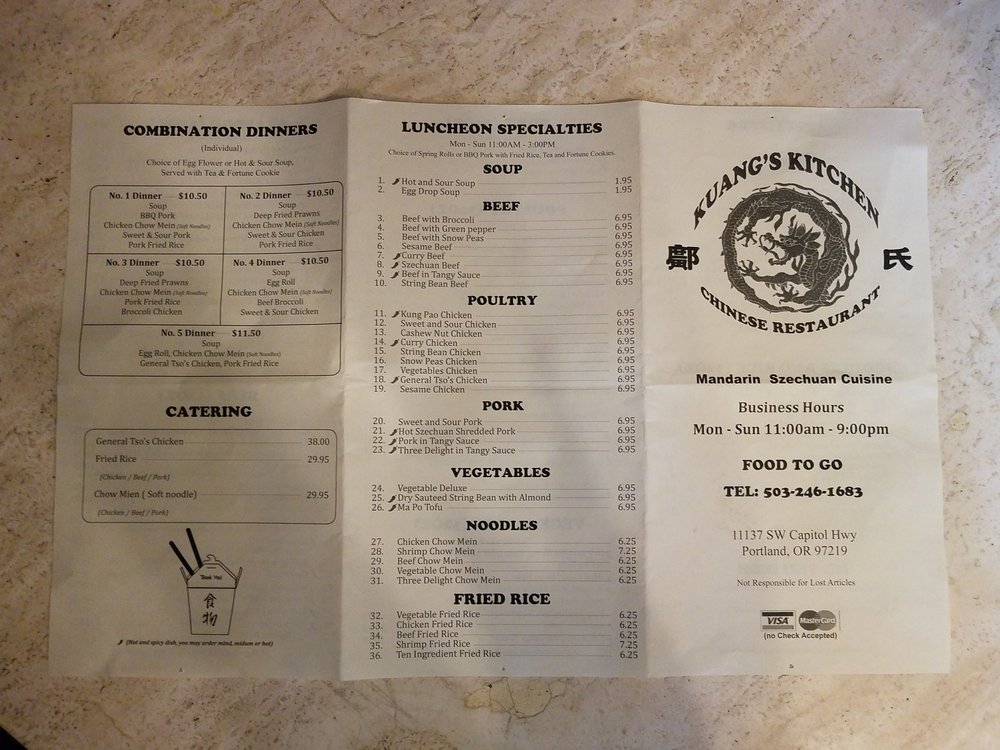 COMBINATION DINNERS
(Individual)
Choice of Egg Flower or Hot & Sour Soup,
Served with Tea & Fortune Cookie
No. 1 Dinner $10.50
Soup
BBQ Pork
Chicken Chow Mein (Soft Noodles)
Sweet & Sour Pork
Pork Fried Rice
No. 2 Dinner $10.50
Soup
Deep Fried Prawns
Chicken Chow Mein (Soft Noodles)
Sweet & Sour Chicken
Pork Fried Rice
No. 3 Dinner $10.50
Soup
Deep Fried Prawns
Chicken Chow Mein (Soft Noodles)
Pork Fried Rice
Broccoli Chicken
No. 4 Dinner $10.50
Soup
Egg Roll
Chicken Chow Mein (Soft Noodles)
Beef Broccoli
Sweet & Sour Chicken
No. 5 Dinner $11.50
Soup
Egg Roll, Chicken Chow Mein (Soft Noodles)
General Tso's Chicken, Pork Fried Rice
CATERING
General Tso's Chicken 38.00
Fried Rice 29.95
(Chicken / Beef / Pork)
Chow Mien ( Soft noodle) 29.95
(Chicken / Beef / Pork)
Thank You!
食
物
(Hot and spicy dish, you may order mind, midum or hot)
LUNCHEON SPECIALTIES
Mon - Sun 11:00AM - 3:00PM
Choice of Spring Rolls or BBQ Pork with Fried Rice, Tea and Fortune Cookies.
SOUP
1. Hot and Sour Soup 1.95
2. Egg Drop Soup 1.95
BEEF
3. Beef with Broccoli 6.95
4. Beef with Green pepper 6.95
5. Beef with Snow Peas 6.95
6. Sesame Beef 6.95
7. Curry Beef 6.95
8. Szechuan Beef 6.95
9. Beef in Tangy Sauce 6.95
10. String Bean Beef 6.95
POULTRY
11. Kung Pao Chicken 6.95
12. Sweet and Sour Chicken 6.95
13. Cashew Nut Chicken 6.95
14. Curry Chicken 6.95
15. String Bean Chicken 6.95
16. Snow Peas Chicken 6.95
17. Vegetables Chicken 6.95
18. General Tso's Chicken 6.95
19. Sesame Chicken 6.95
PORK
20. Sweet and Sour Pork 6.95
21. Hot Szechuan Shredded Pork 6.95
22. Pork in Tangy Sauce 6.95
23. Three Delight in Tangy Sauce 6.95
VEGETABLES
24. Vegetable Deluxe 6.95
25. Dry Sauteed String Bean with Almond 6.95
26. Ma Po Tofu 6.95
NOODLES
27. Chicken Chow Mein 6.25
28. Shrimp Chow Mein 7.25
29. Beef Chow Mein 6.25
30. Vegetable Chow Mein 6.25
31. Three Delight Chow Mein 6.25
FRIED RICE
32. Vegetable Fried Rice 6.25
33. Chicken Fried Rice 6.25
34. Beef Fried Rice 6.25
35. Shrimp Fried Rice 7.25
36. Ten Ingredient Fried Rice 6.25
KUANG'S KITCHEN
鄺 氏
CHINESE RESTAURANT
Mandarin Szechuan Cuisine
Business Hours
Mon - Sun 11:00am - 9:00pm
FOOD TO GO
TEL: 503-246-1683
11137 SW Capitol Hwy
Portland, OR 97219
Not Responsible for Lost Articles
VISA MasterCard
(no Check Accepted)